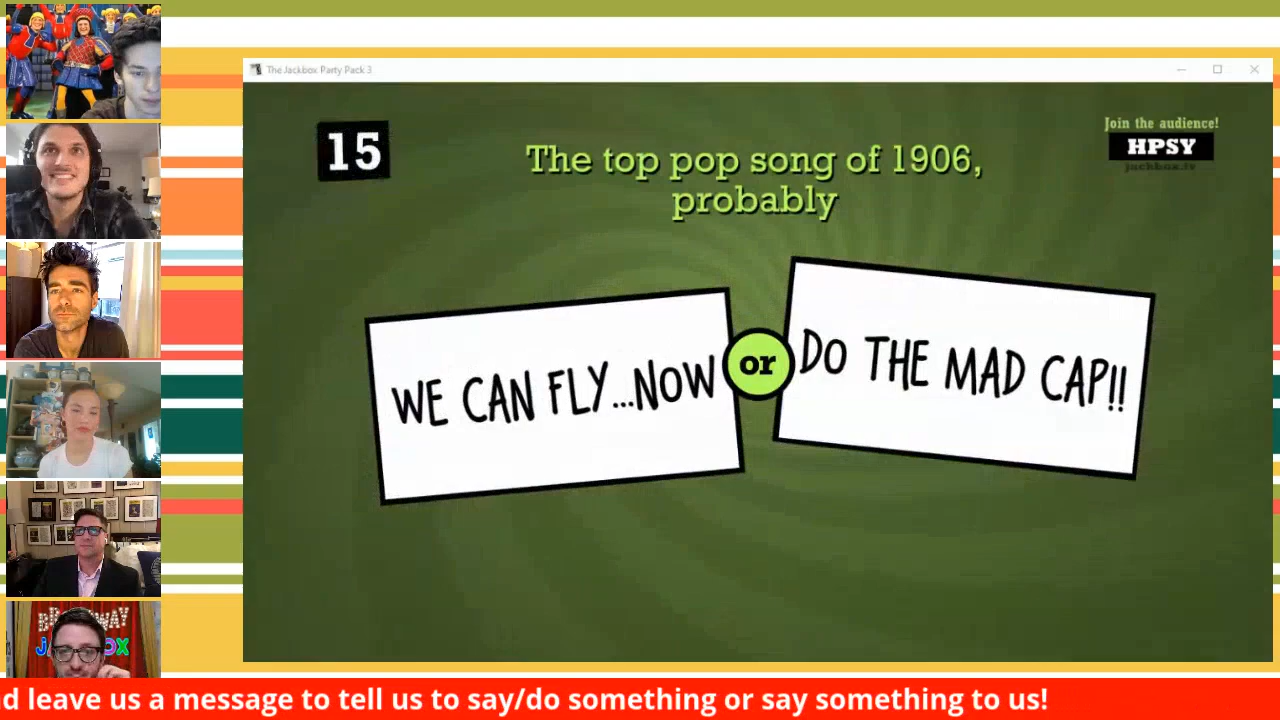 The Jackbox Party Pack 3
15
The top pop song of 1906,
probably
Join the audience!
HPSY
jackbox.tv
WE CAN FLY...NOW
or
DO THE MAD CAP!!
BROADWAY
leave us a message to tell us to say/do something or say something to us!